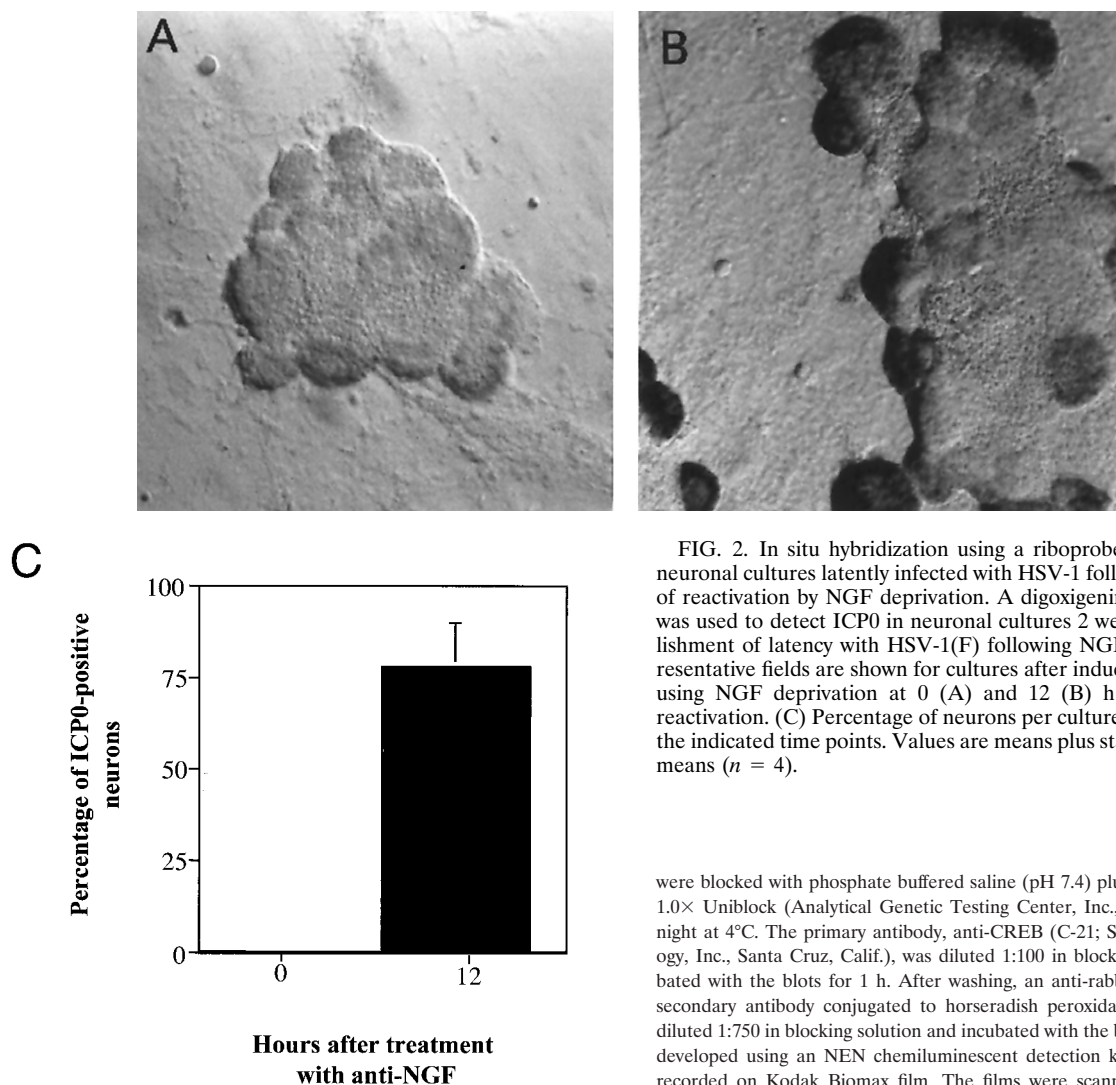 A
B
C
100
75
50
25
0
Percentage of ICP0-positive
neurons
0
12
Hours after treatment
with anti-NGF
FIG. 2. In situ hybridization using a riboprobe
neuronal cultures latently infected with HSV-1 foll
of reactivation by NGF deprivation. A digoxigenin
was used to detect ICP0 in neuronal cultures 2 we
lishment of latency with HSV-1(F) following NGF
resentative fields are shown for cultures after induc
using NGF deprivation at 0 (A) and 12 (B) h
reactivation. (C) Percentage of neurons per culture
the indicated time points. Values are means plus st
means (n = 4).
were blocked with phosphate buffered saline (pH 7.4) plu
1.0× Uniblock (Analytical Genetic Testing Center, Inc.,
night at 4°C. The primary antibody, anti-CREB (C-21; S
ogy, Inc., Santa Cruz, Calif.), was diluted 1:100 in block
bated with the blots for 1 h. After washing, an anti-rabb
secondary antibody conjugated to horseradish peroxida
diluted 1:750 in blocking solution and incubated with the b
developed using an NEN chemiluminescent detection k
recorded on Kodak Biomax film. The films were scann